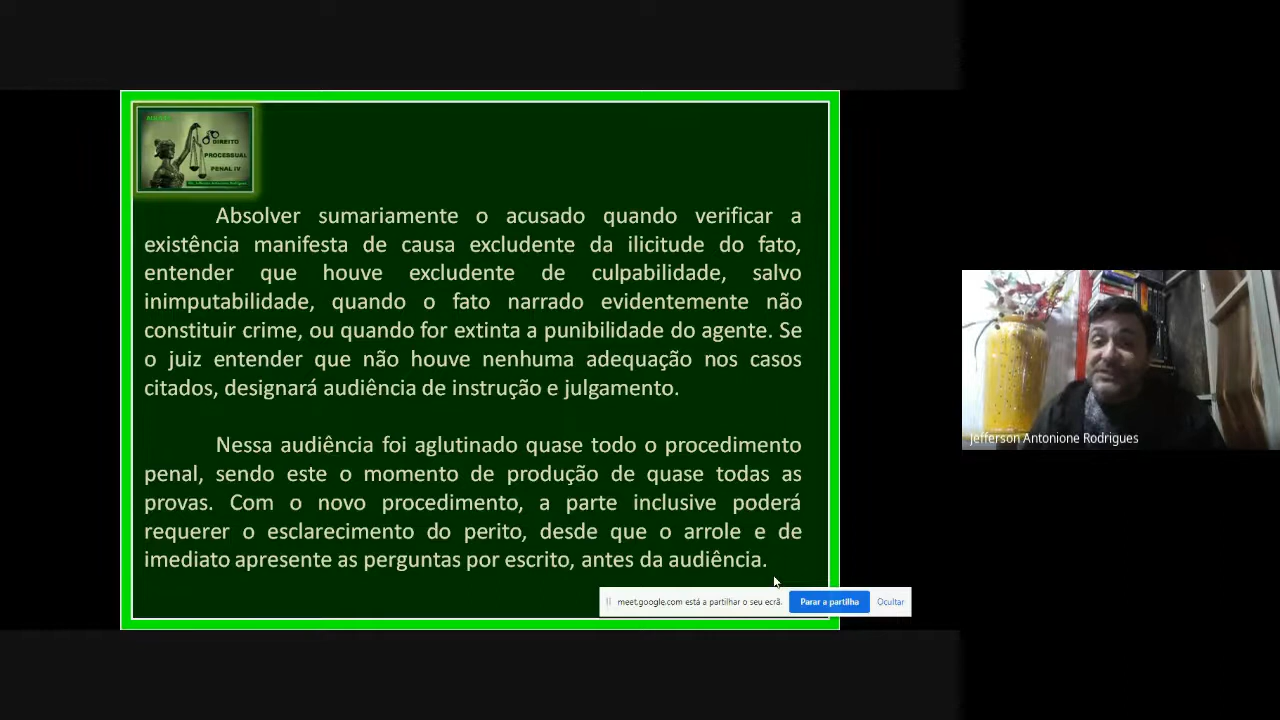 DIREITO
PROCESSUAL
PENAL IV
Absolver sumariamente o acusado quando verificar a
existência manifesta de causa excludente da ilicitude do fato,
entender que houve excludente de culpabilidade, salvo
inimputabilidade, quando o fato narrado evidentemente não
constituir crime, ou quando for extinta a punibilidade do agente. Se
o juiz entender que não houve nenhuma adequação nos casos
citados, designará audiência de instrução e julgamento.
Nessa audiência foi aglutinado quase todo o procedimento
penal, sendo este o momento de produção de quase todas as
provas. Com o novo procedimento, a parte inclusive poderá
requerer o esclarecimento do perito, desde que o arrole e de
imediato apresente as perguntas por escrito, antes da audiência.
meet.google.com está a partilhar o seu ecrã.
Parar a partilha
Ocultar
Jefferson Antonione Rodrigues